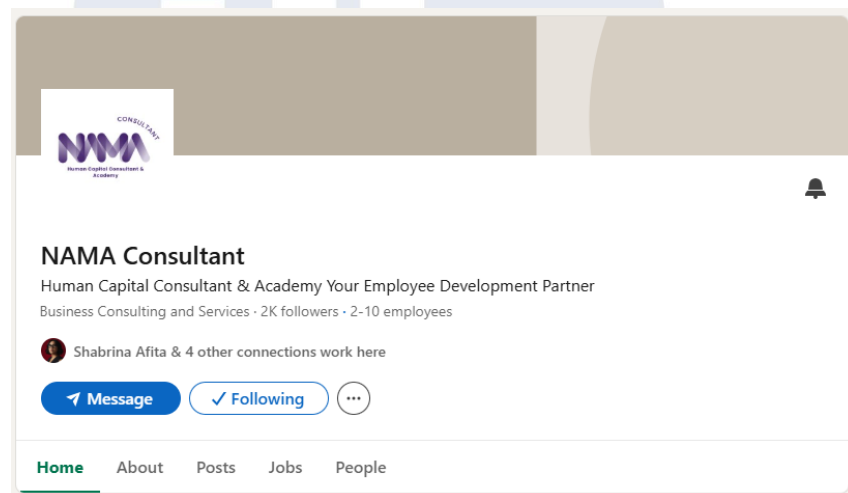 CONSULTANT
NAMA
Human Capital Consultant &
Academy
NAMA Consultant
Human Capital Consultant & Academy Your Employee Development Partner
Business Consulting and Services · 2K followers · 2-10 employees
Shabrina Afita & 4 other connections work here
Message
Following
Home
About
Posts
Jobs
People